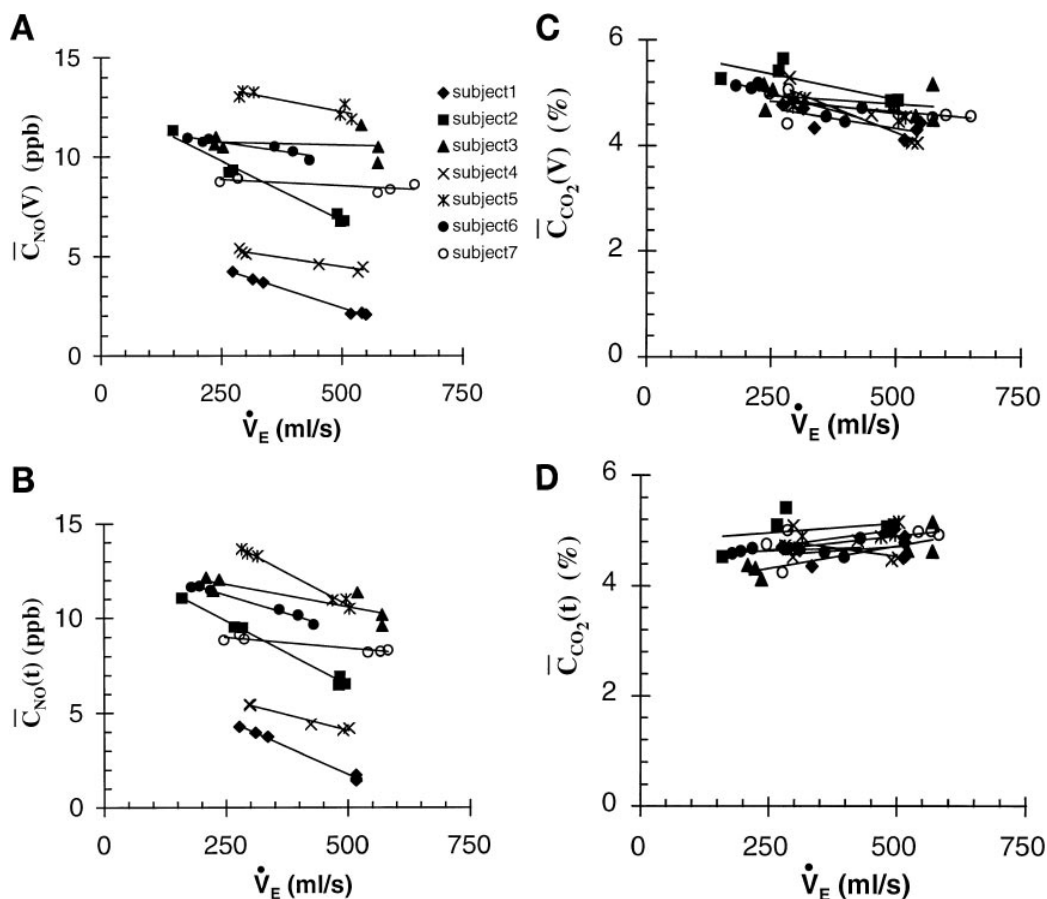 A
15
10
5
0
C̅NO(V) (ppb)
0 250 500 750
V̇E (ml/s)
subject1
subject2
subject3
subject4
subject5
subject6
subject7
C
6
4
2
0
C̅CO2(V) (%)
0 250 500 750
V̇E (ml/s)
B
15
10
5
0
C̅NO(t) (ppb)
0 250 500 750
V̇E (ml/s)
D
6
4
2
0
C̅CO2(t) (%)
0 250 500 750
V̇E (ml/s)